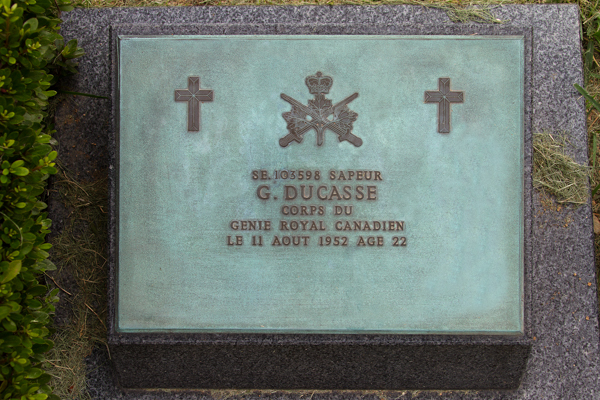 SE.103598 SAPEUR
G. DUCASSE
CORPS DU
GENIE ROYAL CANADIEN
LE 11 AOUT 1952 AGE 22